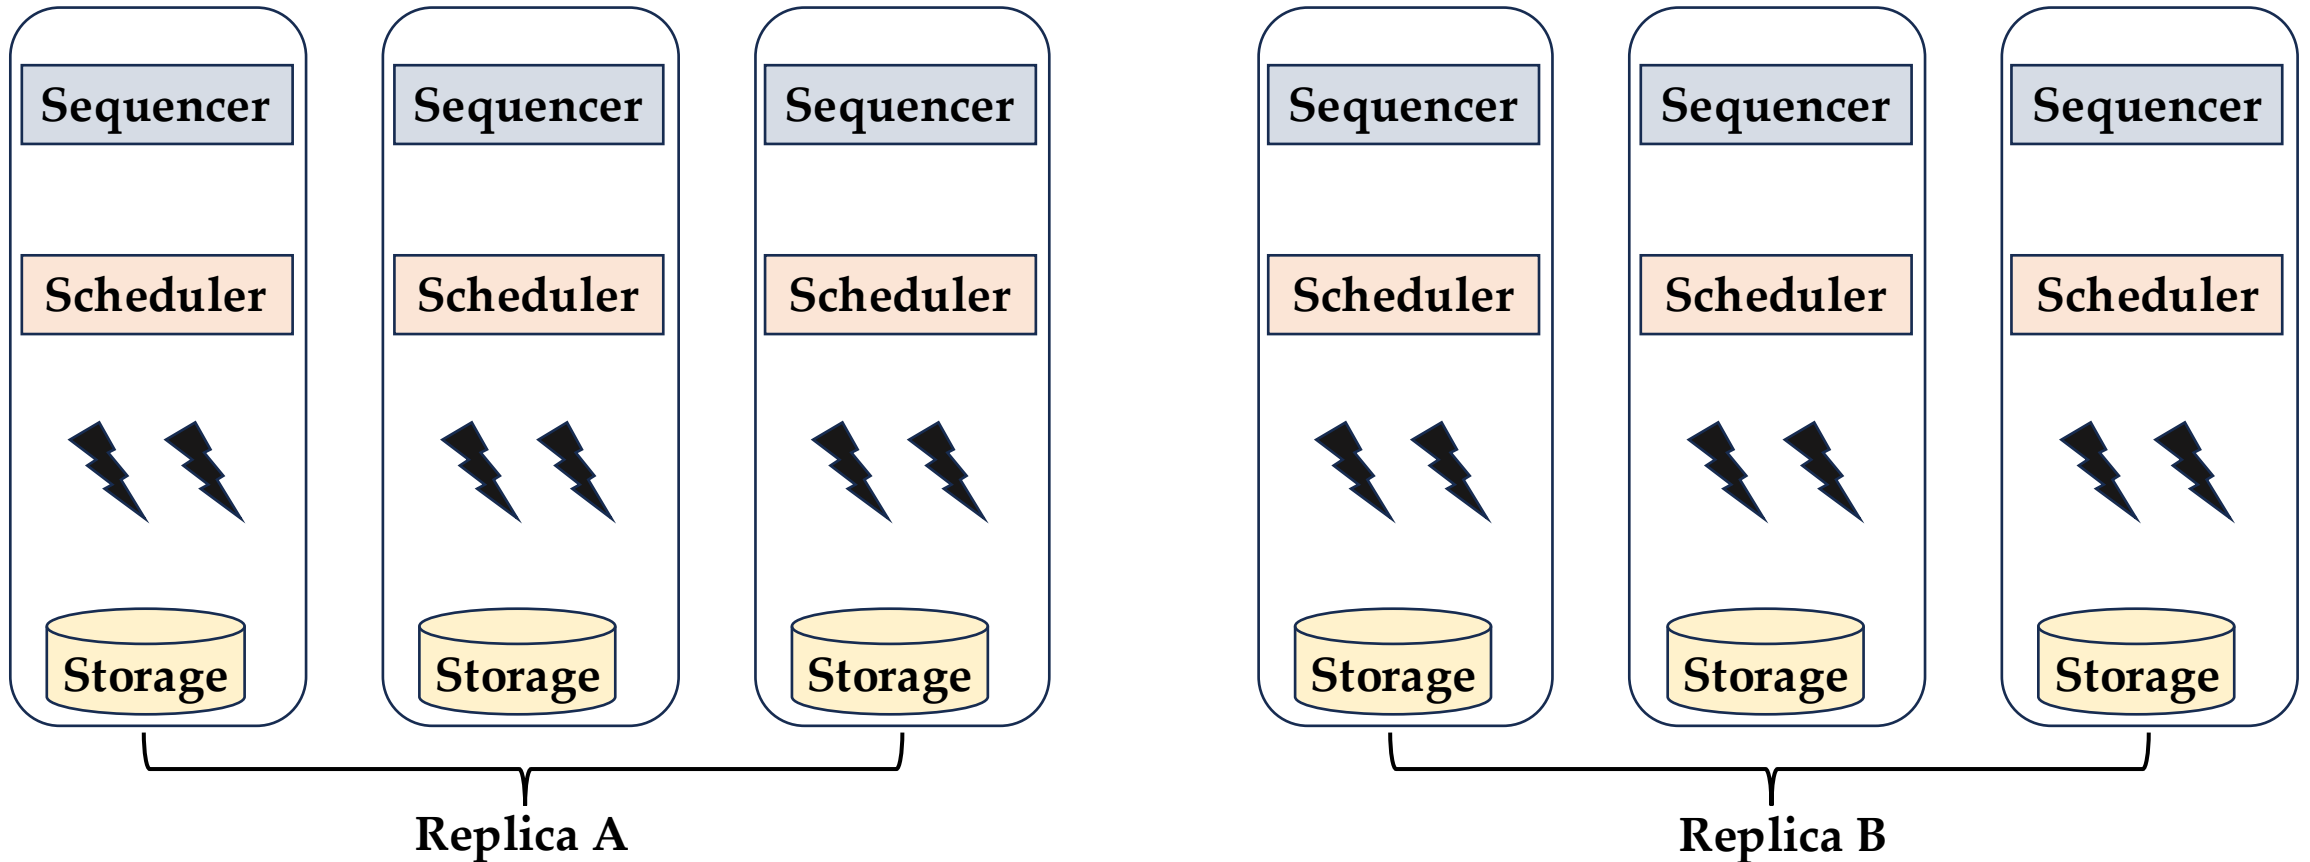 Sequencer Sequencer Sequencer Sequencer Sequencer Sequencer
Scheduler Scheduler Scheduler Scheduler Scheduler Scheduler
Storage Storage Storage Storage Storage Storage
Replica A Replica B